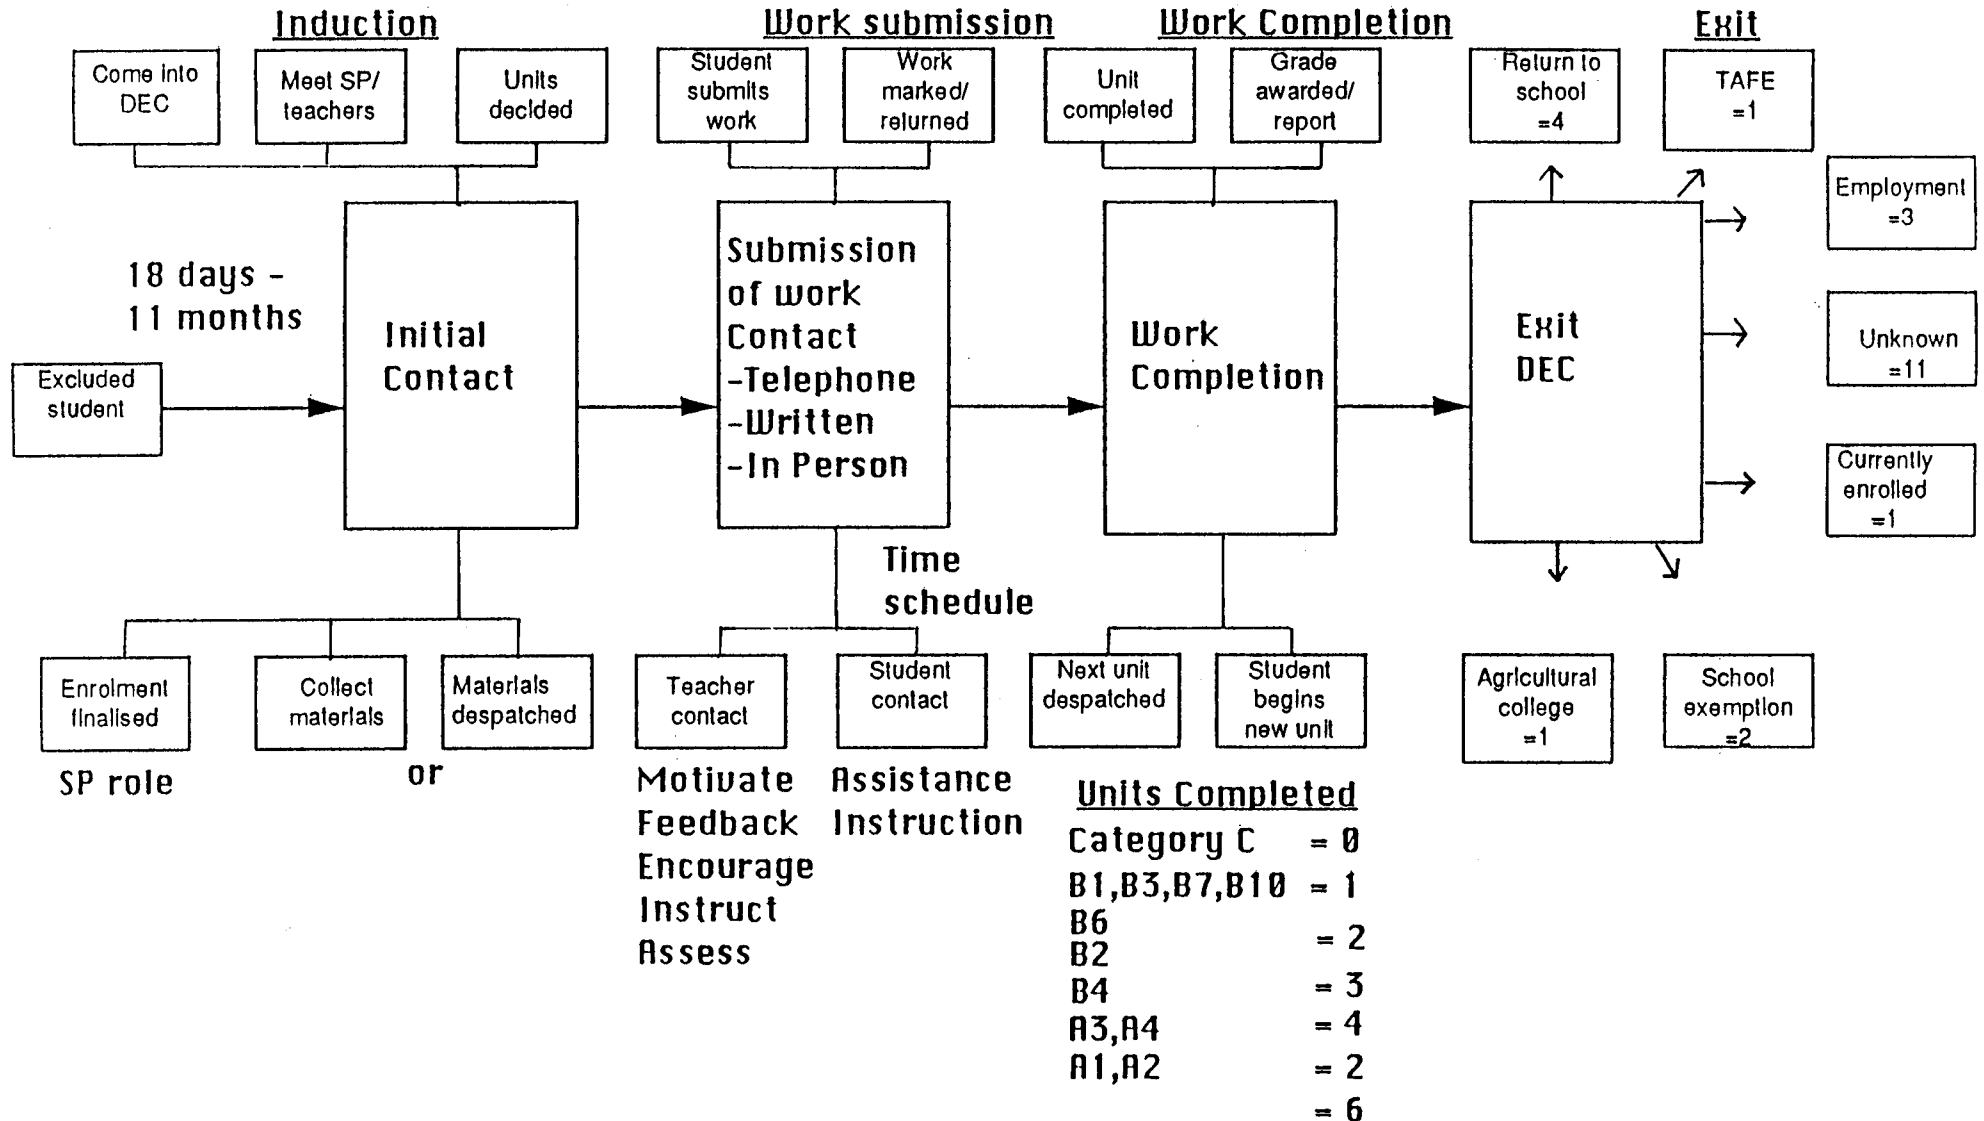 Induction
Work submission
Work Completion
Exit
Come into
DEC
Meet SP/
teachers
Units
decided
Student
submits
work
Work
marked/
returned
Unit
completed
Grade
awarded/
report
Return to
school
=4
TAFE
=1
Employment
=3
Unknown
=11
Currently
enrolled
=1
18 days -
11 months
Excluded
student
Initial
Contact
Submission
of work
Contact
-Telephone
-Written
-In Person
Work
Completion
Exit
DEC
Time
schedule
Enrolment
finalised
Collect
materials
Materials
despatched
Teacher
contact
Student
contact
Next unit
despatched
Student
begins
new unit
Agricultural
college
=1
School
exemption
=2
SP role
or
Motivate
Feedback
Encourage
Instruct
Assess
Assistance
Instruction
Units Completed
Category C = 0
B1,B3,B7,B10 = 1
B6
B2 = 2
B4 = 3
A3,A4 = 4
A1,A2 = 2
= 6